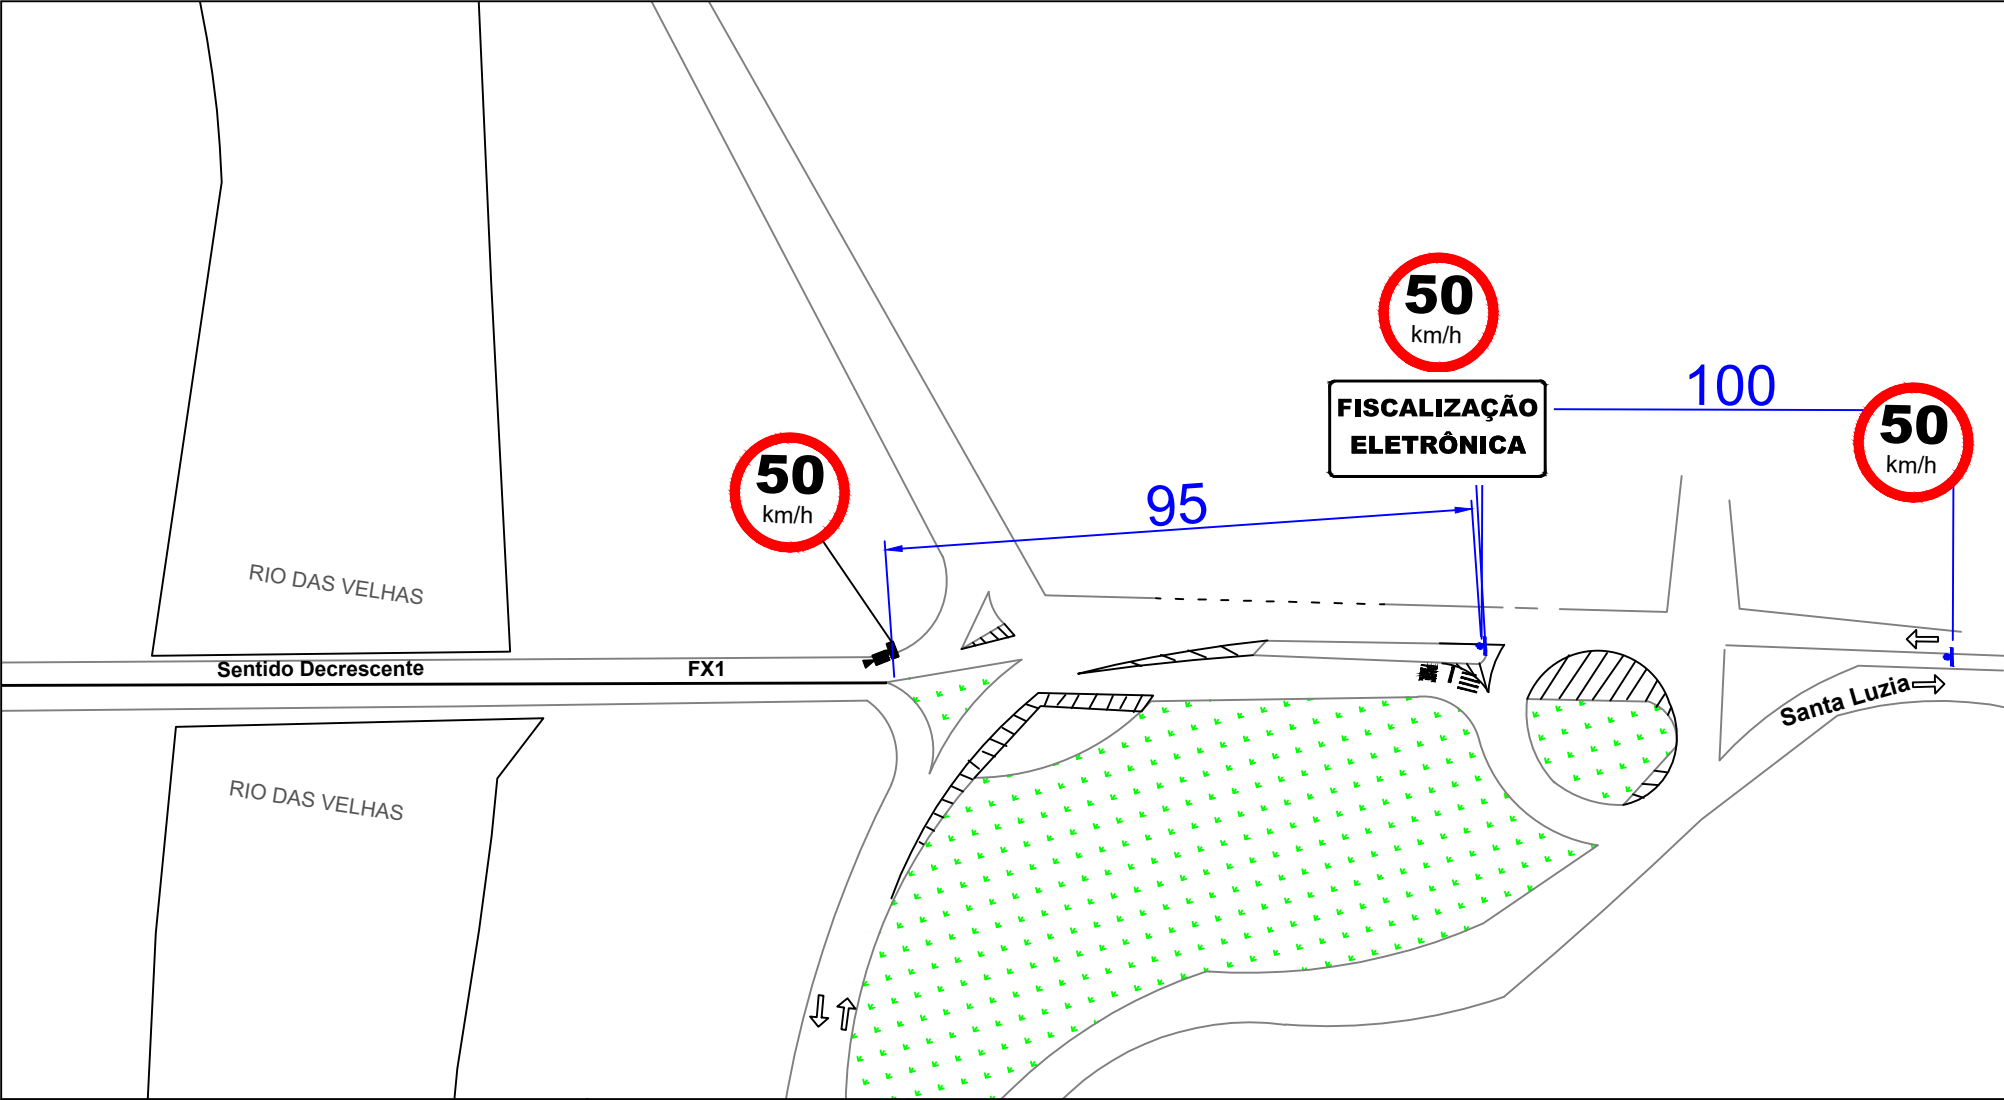 50
km/h
FISCALIZAÇÃO
ELETRÔNICA
100
50
km/h
50
km/h
95
RIO DAS VELHAS
Sentido Decrescente
FX1
Santa Luzia
RIO DAS VELHAS